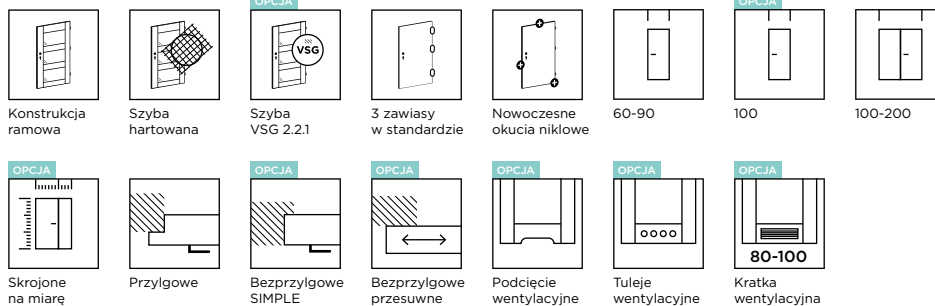 OPCJA
OPCJA
VSG
Konstrukcja
ramowa
Szyba
hartowana
Szyba
VSG 2.2.1
3 zawiasy
w standardzie
Nowoczesne
okucia niklowe
60-90
100
100-200
OPCJA
OPCJA
OPCJA
OPCJA
OPCJA
OPCJA
80-100
Skrojone
na miarę
Przylgowe
Bezprzylgowe
SIMPLE
Bezprzylgowe
przesuwne
Podcięcie
wentylacyjne
Tuleje
wentylacyjne
Kratka
wentylacyjna